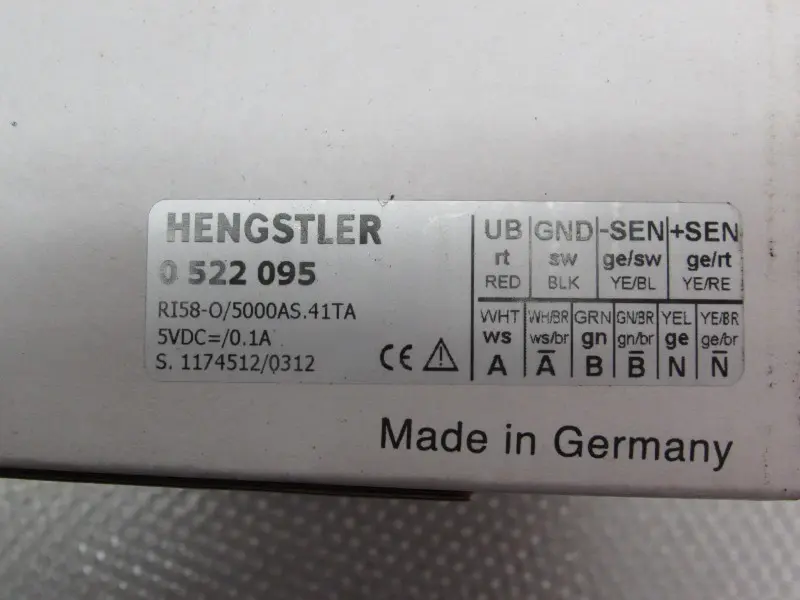 HENGSTLER
0 522 095
RI58-O/5000AS.41TA
5VDC=/0.1A
S. 1174512/0312
CE
UB GND -SEN +SEN
rt sw ge/sw ge/rt
RED BLK YE/BL YE/RE
WHT WH/BR GRN GN/BR YEL YE/BR
ws ws/br gn gn/br ge ge/br
A A̅ B B̅ N N̅
Made in Germany